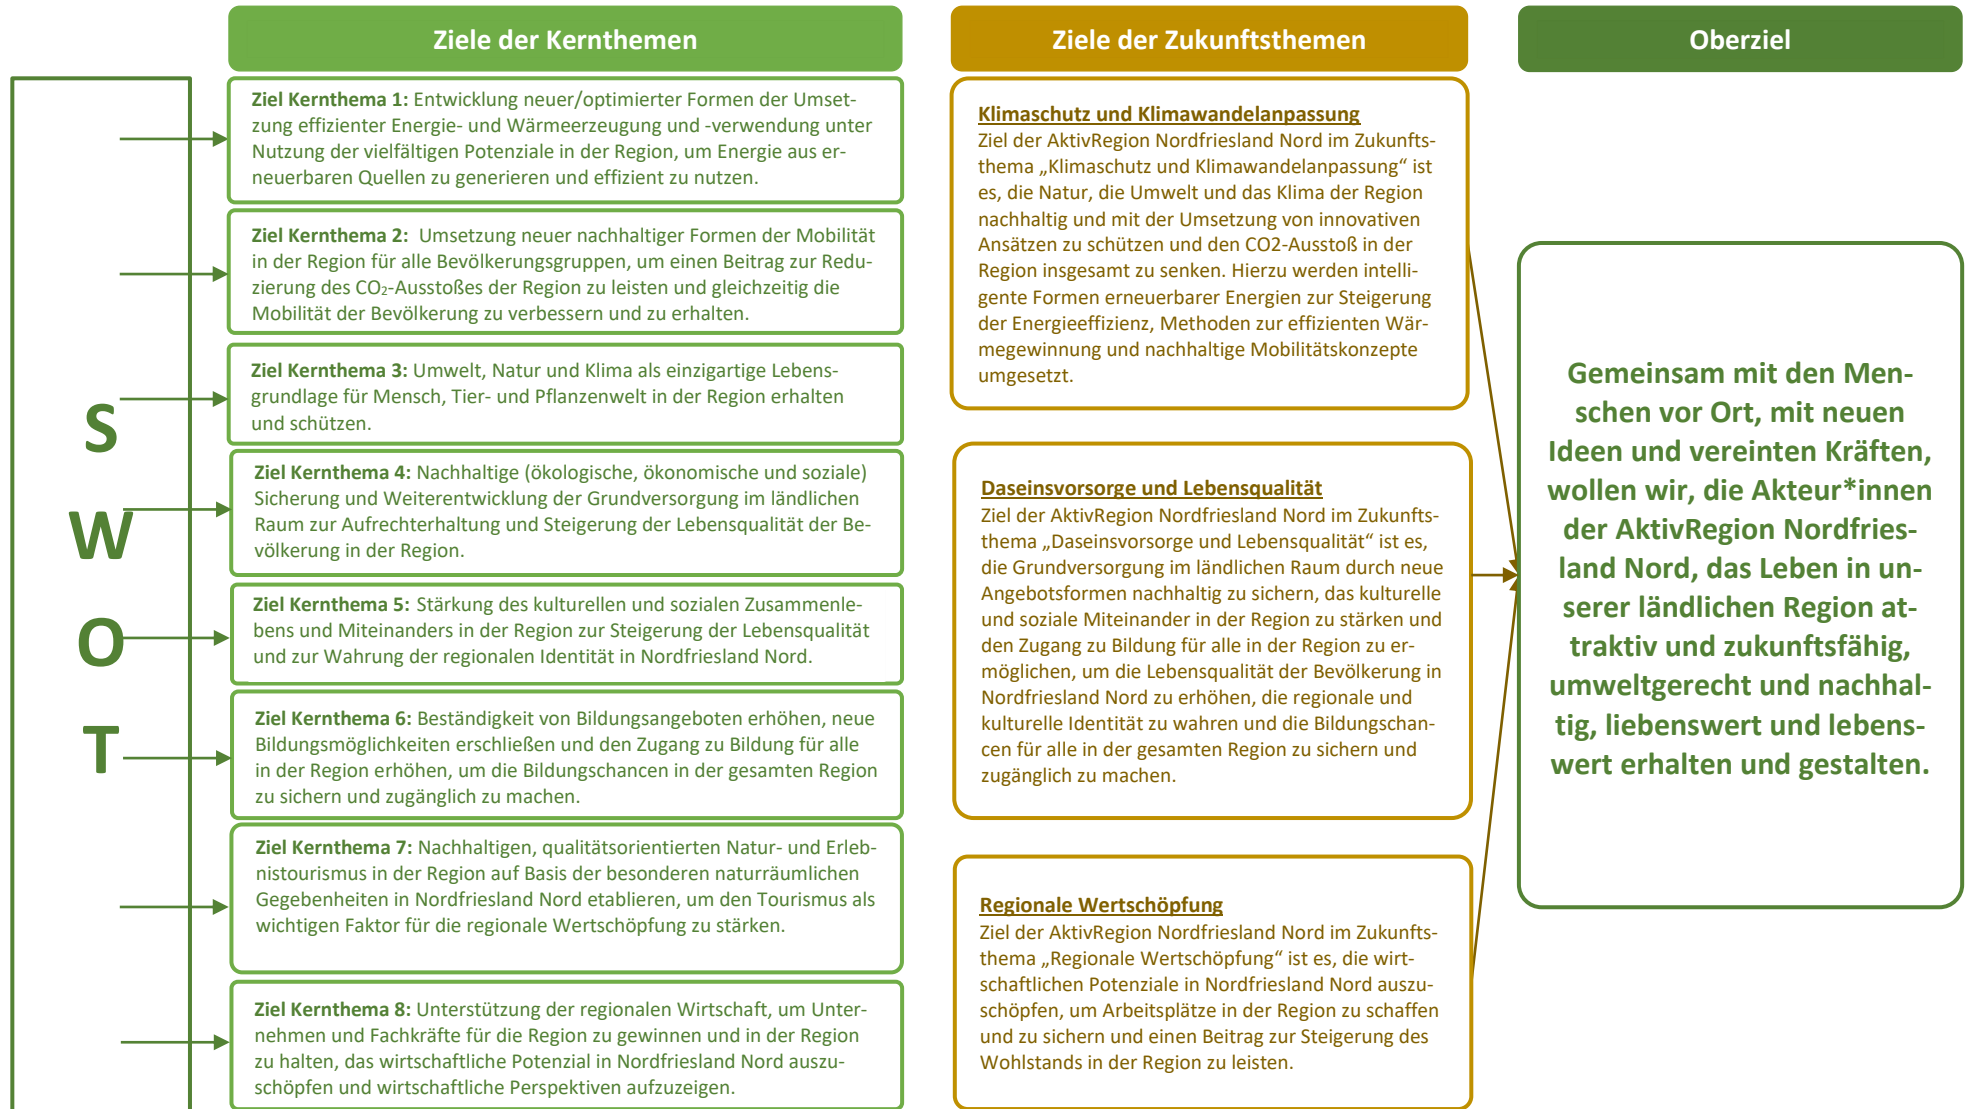 Ziele der Kernthemen
Ziele der Zukunftsthemen
Oberziel
S
W
O
T
Ziel Kernthema 1: Entwicklung neuer/optimierter Formen der Umset-
zung effizienter Energie- und Wärmeerzeugung und -verwendung unter
Nutzung der vielfältigen Potenziale in der Region, um Energie aus er-
neuerbaren Quellen zu generieren und effizient zu nutzen.
Ziel Kernthema 2: Umsetzung neuer nachhaltiger Formen der Mobilität
in der Region für alle Bevölkerungsgruppen, um einen Beitrag zur Redu-
zierung des CO₂-Ausstoßes der Region zu leisten und gleichzeitig die
Mobilität der Bevölkerung zu verbessern und zu erhalten.
Ziel Kernthema 3: Umwelt, Natur und Klima als einzigartige Lebens-
grundlage für Mensch, Tier- und Pflanzenwelt in der Region erhalten
und schützen.
Ziel Kernthema 4: Nachhaltige (ökologische, ökonomische und soziale)
Sicherung und Weiterentwicklung der Grundversorgung im ländlichen
Raum zur Aufrechterhaltung und Steigerung der Lebensqualität der Be-
völkerung in der Region.
Ziel Kernthema 5: Stärkung des kulturellen und sozialen Zusammenle-
bens und Miteinanders in der Region zur Steigerung der Lebensqualität
und zur Wahrung der regionalen Identität in Nordfriesland Nord.
Ziel Kernthema 6: Beständigkeit von Bildungsangeboten erhöhen, neue
Bildungsmöglichkeiten erschließen und den Zugang zu Bildung für alle
in der Region erhöhen, um die Bildungschancen in der gesamten Region
zu sichern und zugänglich zu machen.
Ziel Kernthema 7: Nachhaltigen, qualitätsorientierten Natur- und Erleb-
nistourismus in der Region auf Basis der besonderen naturräumlichen
Gegebenheiten in Nordfriesland Nord etablieren, um den Tourismus als
wichtigen Faktor für die regionale Wertschöpfung zu stärken.
Ziel Kernthema 8: Unterstützung der regionalen Wirtschaft, um Unter-
nehmen und Fachkräfte für die Region zu gewinnen und in der Region
zu halten, das wirtschaftliche Potenzial in Nordfriesland Nord auszu-
schöpfen und wirtschaftliche Perspektiven aufzuzeigen.
Klimaschutz und Klimawandelanpassung
Ziel der AktivRegion Nordfriesland Nord im Zukunfts-
thema „Klimaschutz und Klimawandelanpassung“ ist
es, die Natur, die Umwelt und das Klima der Region
nachhaltig und mit der Umsetzung von innovativen
Ansätzen zu schützen und den CO2-Ausstoß in der
Region insgesamt zu senken. Hierzu werden intelli-
gente Formen erneuerbarer Energien zur Steigerung
der Energieeffizienz, Methoden zur effizienten Wär-
megewinnung und nachhaltige Mobilitätskonzepte
umgesetzt.
Daseinsvorsorge und Lebensqualität
Ziel der AktivRegion Nordfriesland Nord im Zukunfts-
thema „Daseinsvorsorge und Lebensqualität“ ist es,
die Grundversorgung im ländlichen Raum durch neue
Angebotsformen nachhaltig zu sichern, das kulturelle
und soziale Miteinander in der Region zu stärken und
den Zugang zu Bildung für alle in der Region zu er-
möglichen, um die Lebensqualität der Bevölkerung in
Nordfriesland Nord zu erhöhen, die regionale und
kulturelle Identität zu wahren und die Bildungschan-
cen für alle in der gesamten Region zu sichern und
zugänglich zu machen.
Regionale Wertschöpfung
Ziel der AktivRegion Nordfriesland Nord im Zukunfts-
thema „Regionale Wertschöpfung“ ist es, die wirt-
schaftlichen Potenziale in Nordfriesland Nord auszu-
schöpfen, um Arbeitsplätze in der Region zu schaffen
und zu sichern und einen Beitrag zur Steigerung des
Wohlstands in der Region zu leisten.
Gemeinsam mit den Men-
schen vor Ort, mit neuen
Ideen und vereinten Kräften,
wollen wir, die Akteur*innen
der AktivRegion Nordfries-
land Nord, das Leben in un-
serer ländlichen Region at-
traktiv und zukunftsfähig,
umweltgerecht und nachhal-
tig, liebenswert und lebens-
wert erhalten und gestalten.